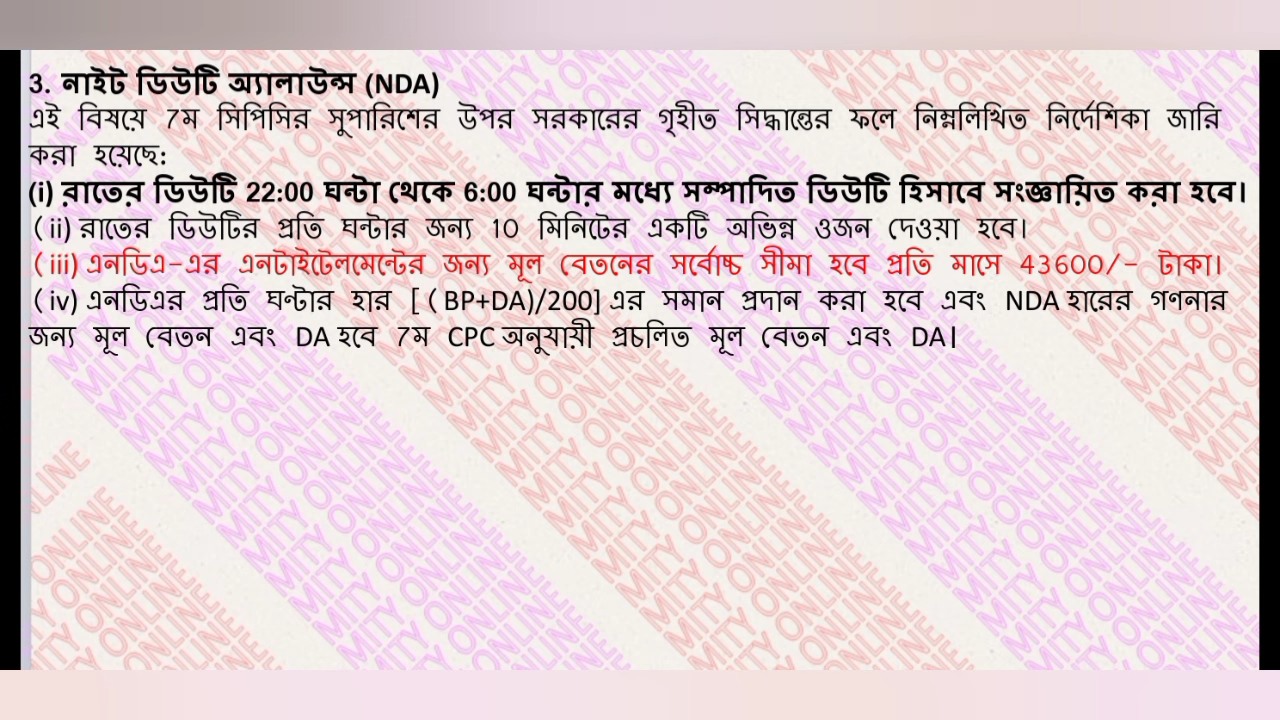 3. নাইট ডিউটি অ্যালাউন্স (NDA)
এই বিষয়ে 7ম সিপিসির সুপারিশের উপর সরকারের গৃহীত সিদ্ধান্তের ফলে নিম্নলিখিত নির্দেশিকা জারি
করা হয়েছে:
(i) রাতের ডিউটি 22:00 ঘন্টা থেকে 6:00 ঘন্টার মধ্যে সম্পাদিত ডিউটি হিসাবে সংজ্ঞায়িত করা হবে।
(ii) রাতের ডিউটির প্রতি ঘন্টার জন্য 10 মিনিটের একটি অভিন্ন ওজন দেওয়া হবে।
(iii) এনডিএ-এর এনটাইটেলমেন্টের জন্য মূল বেতনের সর্বোচ্চ সীমা হবে প্রতি মাসে 43600/- টাকা।
(iv) এনডিএর প্রতি ঘণ্টার হার [ (BP+DA)/200] এর সমান প্রদান করা হবে এবং NDA হারের গণনার
জন্য মূল বেতন এবং DA হবে 7ম CPC অনুযায়ী প্রচলিত মূল বেতন এবং DA।
MITY ONLINE